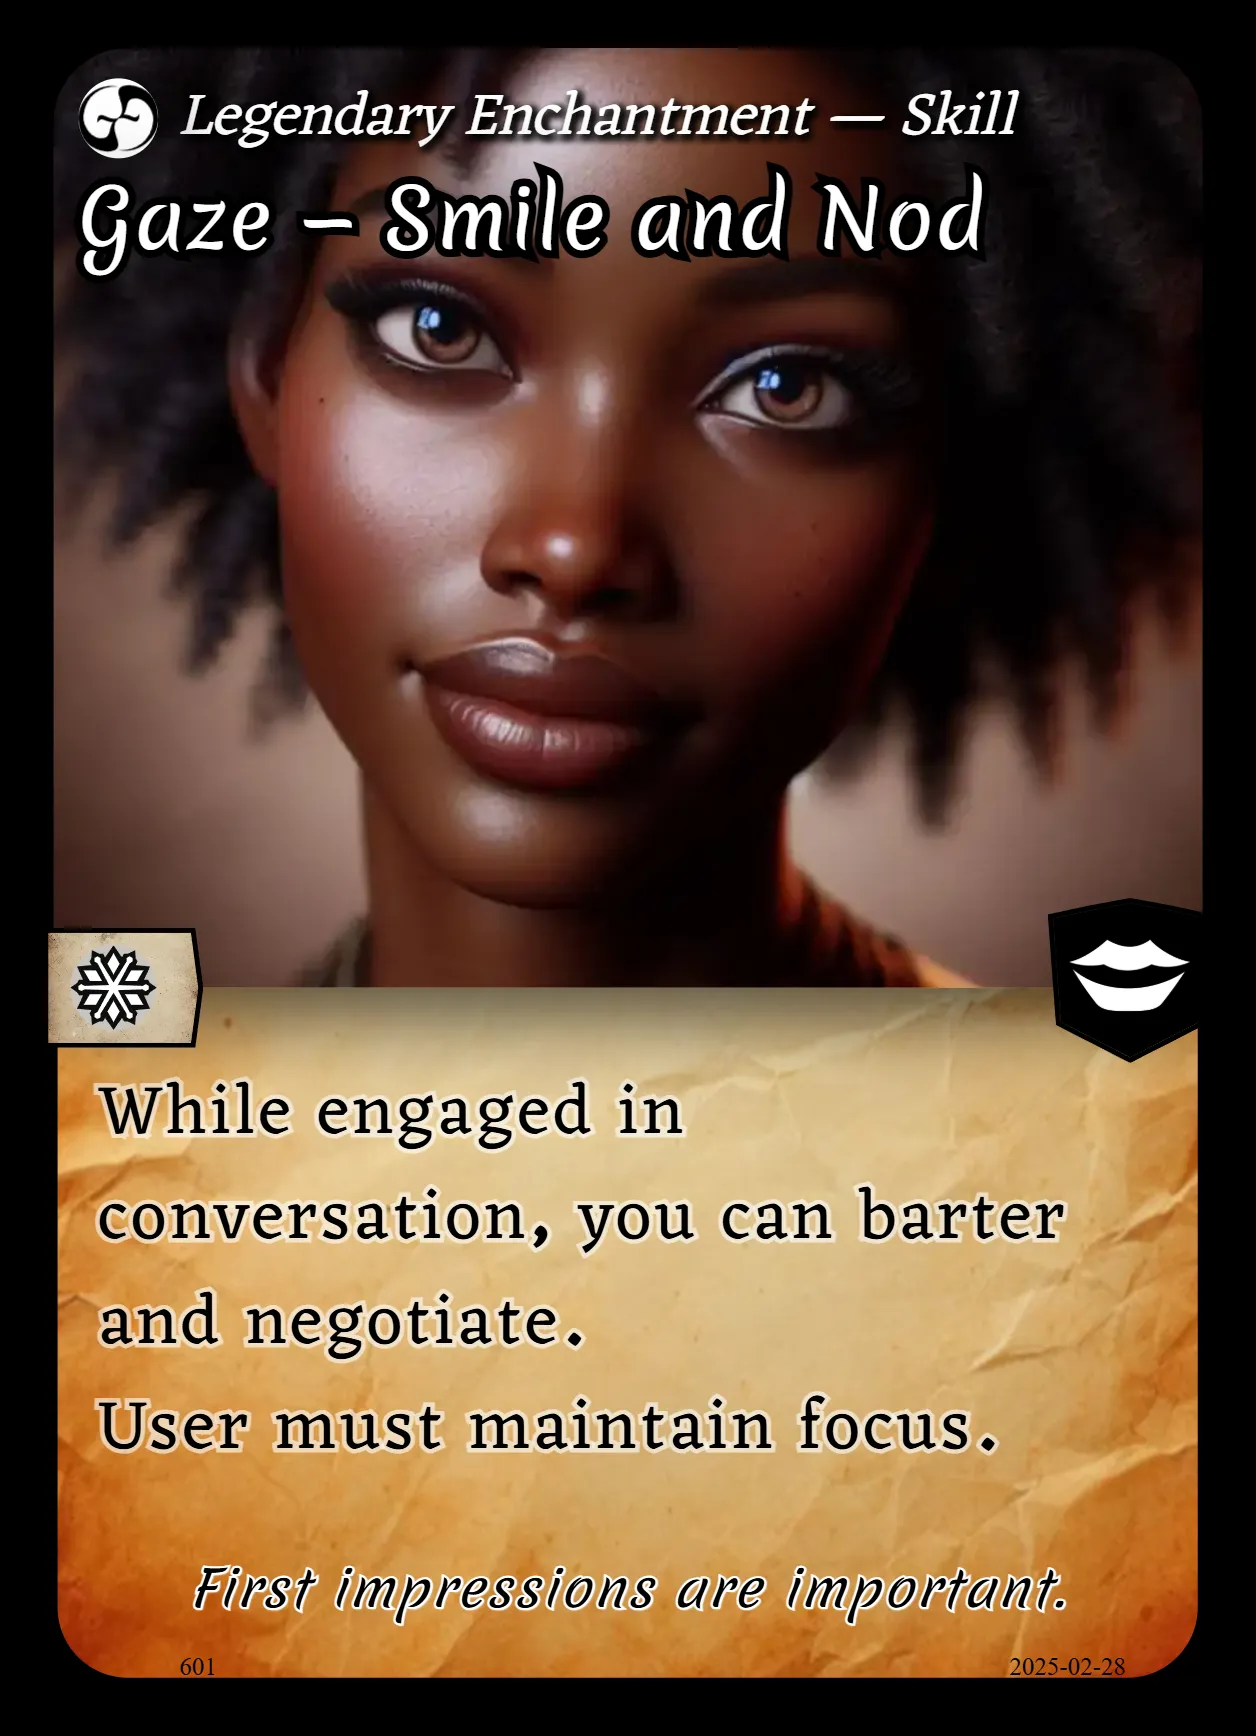 Legendary Enchantment — Skill
Gaze – Smile and Nod
While engaged in
conversation, you can barter
and negotiate.
User must maintain focus.
First impressions are important.
601
2025-02-28